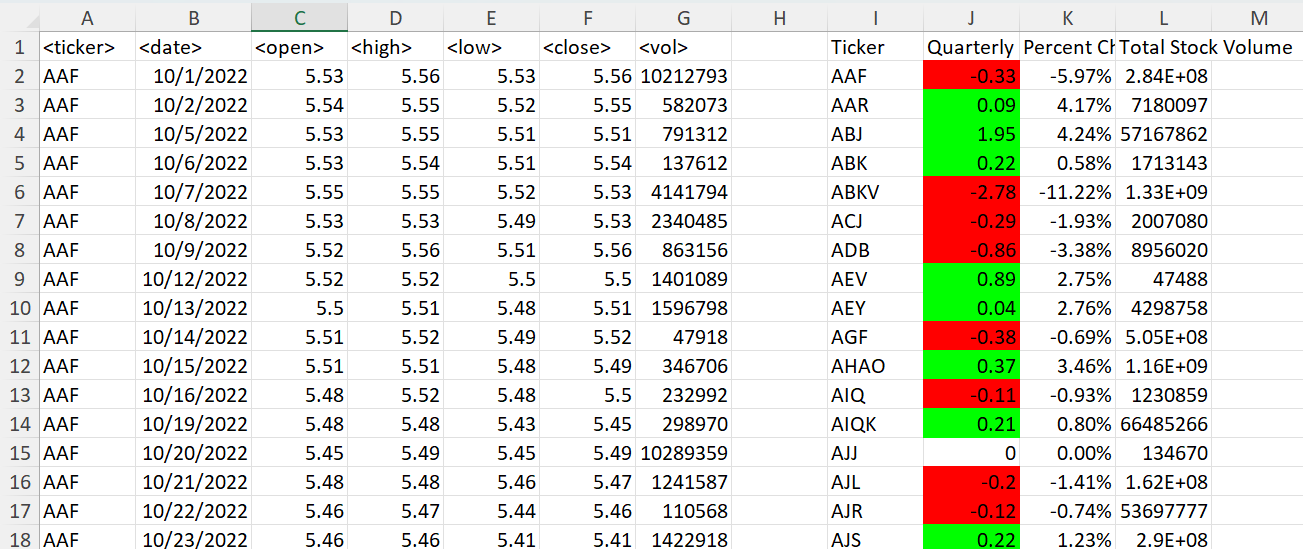 A B C D E F G H I J K L M
1 <ticker> <date> <open> <high> <low> <close> <vol> Ticker Quarterly Percent Ch Total Stock Volume
2 AAF 10/1/2022 5.53 5.56 5.53 5.56 10212793 AAF -0.33 -5.97% 2.84E+08
3 AAF 10/2/2022 5.54 5.55 5.52 5.55 582073 AAR 0.09 4.17% 7180097
4 AAF 10/5/2022 5.53 5.55 5.51 5.51 791312 ABJ 1.95 4.24% 57167862
5 AAF 10/6/2022 5.53 5.54 5.51 5.54 137612 ABK 0.22 0.58% 1713143
6 AAF 10/7/2022 5.55 5.55 5.52 5.53 4141794 ABKV -2.78 -11.22% 1.33E+09
7 AAF 10/8/2022 5.53 5.53 5.49 5.53 2340485 ACJ -0.29 -1.93% 2007080
8 AAF 10/9/2022 5.52 5.56 5.51 5.56 863156 ADB -0.86 -3.38% 8956020
9 AAF 10/12/2022 5.52 5.52 5.5 5.5 1401089 AEV 0.89 2.75% 47488
10 AAF 10/13/2022 5.5 5.51 5.48 5.51 1596798 AEY 0.04 2.76% 4298758
11 AAF 10/14/2022 5.51 5.52 5.49 5.52 47918 AGF -0.38 -0.69% 5.05E+08
12 AAF 10/15/2022 5.51 5.51 5.48 5.49 346706 AHAO 0.37 3.46% 1.16E+09
13 AAF 10/16/2022 5.48 5.52 5.48 5.5 232992 AIQ -0.11 -0.93% 1230859
14 AAF 10/19/2022 5.48 5.48 5.43 5.45 298970 AIQK 0.21 0.80% 66485266
15 AAF 10/20/2022 5.45 5.49 5.45 5.49 10289359 AJJ 0 0.00% 134670
16 AAF 10/21/2022 5.48 5.48 5.46 5.47 1241587 AJL -0.2 -1.41% 1.62E+08
17 AAF 10/22/2022 5.46 5.47 5.44 5.46 110568 AJR -0.12 -0.74% 53697777
18 AAF 10/23/2022 5.46 5.46 5.41 5.41 1422918 AJS 0.22 1.23% 2.9E+08